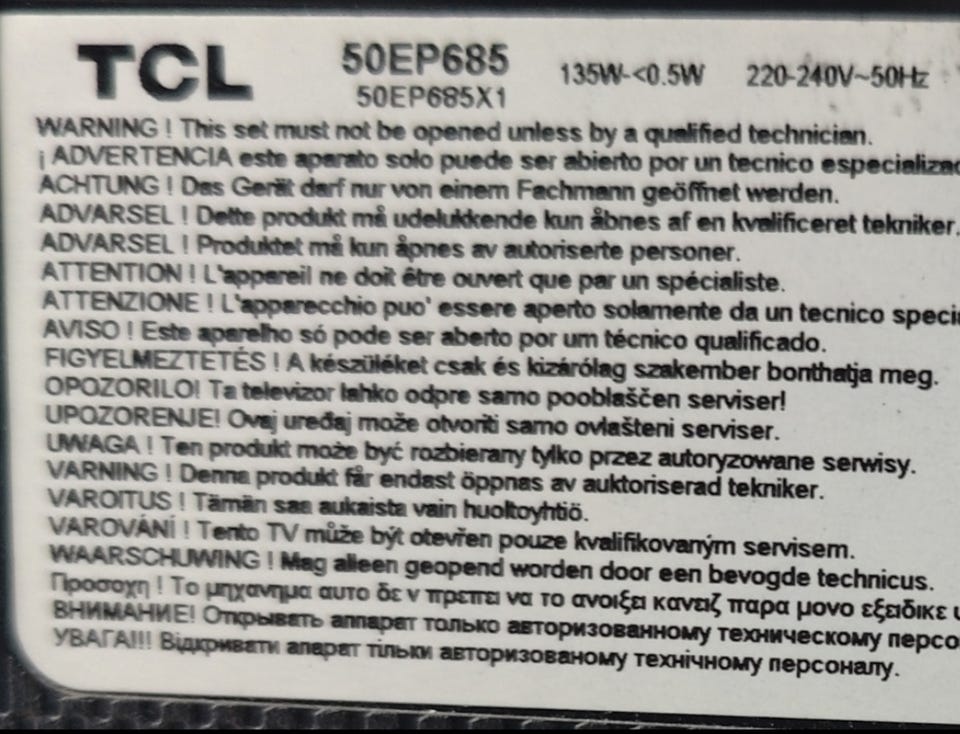 TCL 50EP685 135W-<0.5W 220-240V~50Hz
50EP685X1
WARNING ! This set must not be opened unless by a qualified technician.
¡ ADVERTENCIA este aparato solo puede ser abierto por un tecnico especializad
ACHTUNG ! Das Gerät darf nur von einem Fachmann geöffnet werden.
ADVARSEL ! Dette produkt må udelukkende kun åbnes af en kvalificeret tekniker.
ADVARSEL ! Produktet må kun åpnes av autoriserte personer.
ATTENTION ! L'appareil ne doit être ouvert que par un spécialiste.
ATTENZIONE ! L'apparecchio puo' essere aperto solamente da un tecnico speci
AVISO ! Este aparelho só pode ser aberto por um técnico qualificado.
FIGYELMEZTETÉS ! A készüléket csak és kizárólag szakember bonthatja meg.
OPOZORILO! Ta televizor lahko odpre samo pooblaščen serviser!
UPOZORENJE! Ovaj uređaj može otvoriti samo ovlašteni serviser.
UWAGA ! Ten produkt może być rozbierany tylko przez autoryzowane serwisy.
VARNING ! Denna produkt får endast öppnas av auktoriserad tekniker.
VAROITUS ! Tämän saa aukaista vain huoltoyhtiö.
VAROVÁNÍ ! Tento TV může být otevřen pouze kvalifikovaným servisem.
WAARSCHUWING ! Mag alleen geopend worden door een bevogde technicus.
Προσοχη ! Το μηχανημα αυτο δε ν πρεπει να το ανοιξει κανεις παρα μονο εξειδικε
ВНИМАНИЕ! Открывать аппарат только авторизованному техническому персо
УВАГА!!! Відкривати апарат тільки авторизованому технічному персоналу.